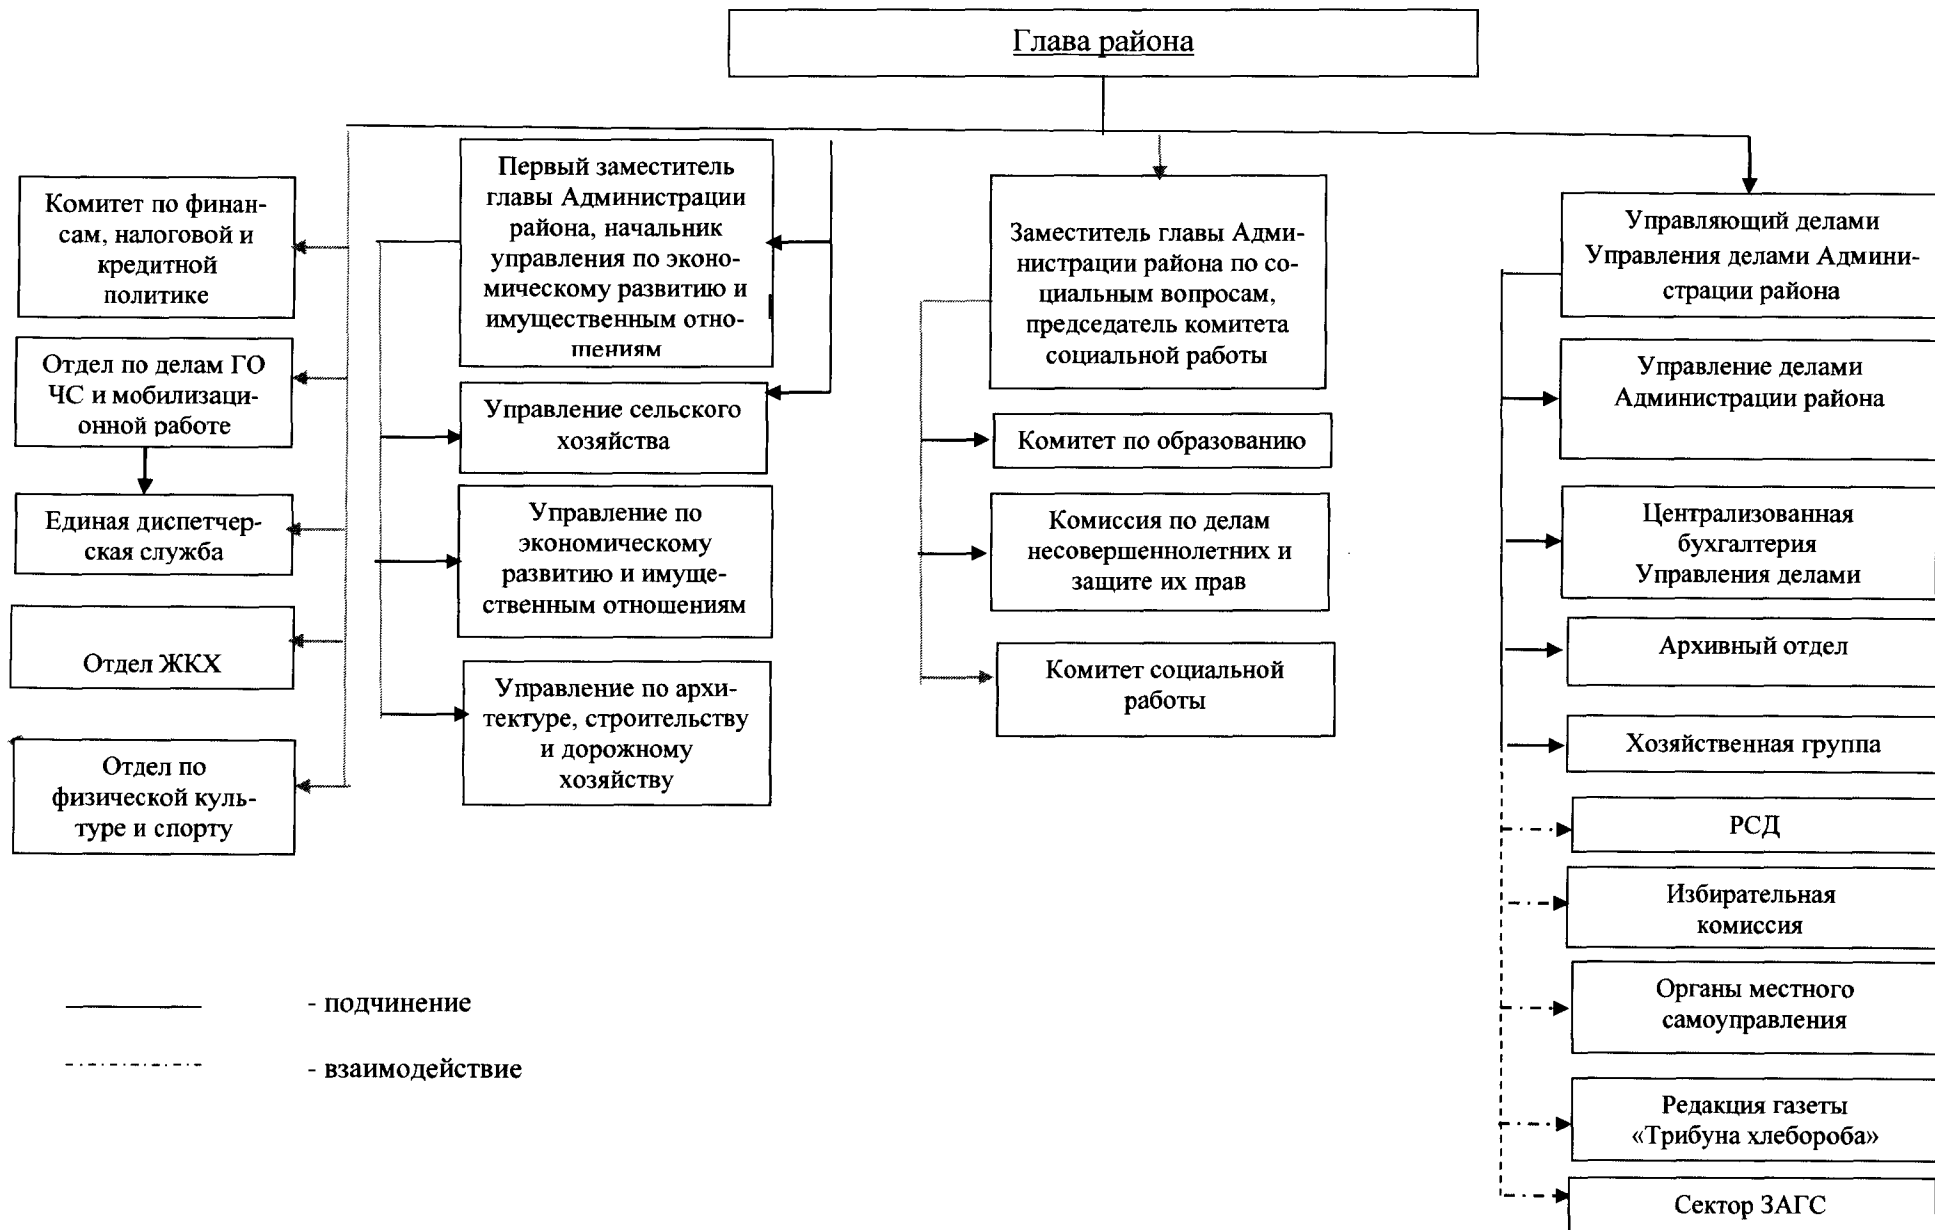 Глава района
Комитет по финан-
сам, налоговой и
кредитной
политике
Отдел по делам ГО
ЧС и мобилизаци-
онной работе
Единая диспетчер-
ская служба
Отдел ЖКХ
Отдел по
физической куль-
туре и спорту
Первый заместитель
главы Администрации
района, начальник
управления по эконо-
мическому развитию и
имущественным отно-
шениям
Управление сельского
хозяйства
Управление по
экономическому
развитию и имуще-
ственным отношениям
Управление по архи-
тектуре, строительству
и дорожному
хозяйству
Заместитель главы Адми-
нистрации района по со-
циальным вопросам,
председатель комитета
социальной работы
Комитет по образованию
Комиссия по делам
несовершеннолетних и
защите их прав
Комитет социальной
работы
Управляющий делами
Управления делами Админи-
страции района
Управление делами
Администрации района
Централизованная
бухгалтерия
Управления делами
Архивный отдел
Хозяйственная группа
РСД
Избирательная
комиссия
Органы местного
самоуправления
Редакция газеты
«Трибуна хлебороба»
Сектор ЗАГС
- подчинение
- взаимодействие